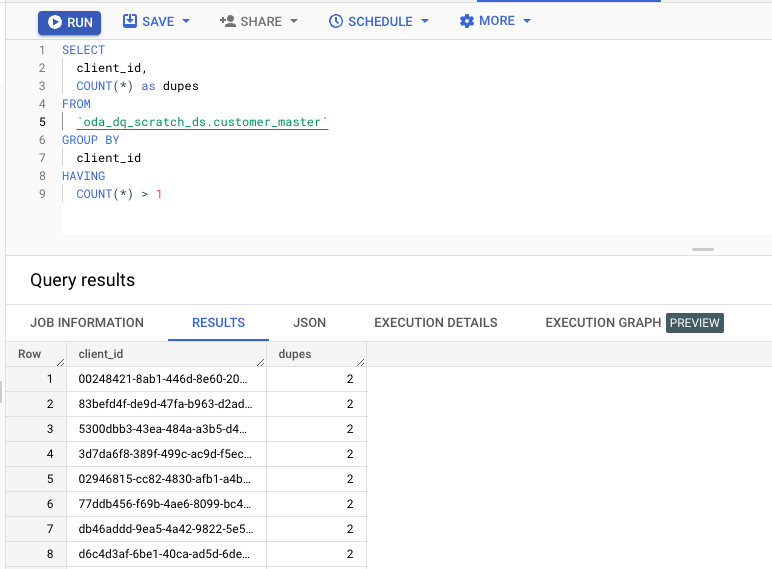 RUN SAVE SHARE SCHEDULE MORE
1 SELECT
2 client_id,
3 COUNT(*) as dupes
4 FROM
5 `oda_dq_scratch_ds.customer_master`
6 GROUP BY
7 client_id
8 HAVING
9 COUNT(*) > 1
Query results
JOB INFORMATION RESULTS JSON EXECUTION DETAILS EXECUTION GRAPH PREVIEW
Row client_id dupes
1 00248421-8ab1-446d-8e60-20... 2
2 83befd4f-de9d-47fa-b963-d2ad... 2
3 5300dbb3-43ea-484a-a3b5-d4... 2
4 3d7da6f8-389f-499c-ac9d-f5ec... 2
5 02946815-cc82-4830-afb1-a4b... 2
6 77ddb456-f69b-4ae6-8099-bc4... 2
7 db46addd-9ea5-4a42-9822-5e5... 2
8 d6c4d3af-6be1-40ca-ad5d-6de... 2